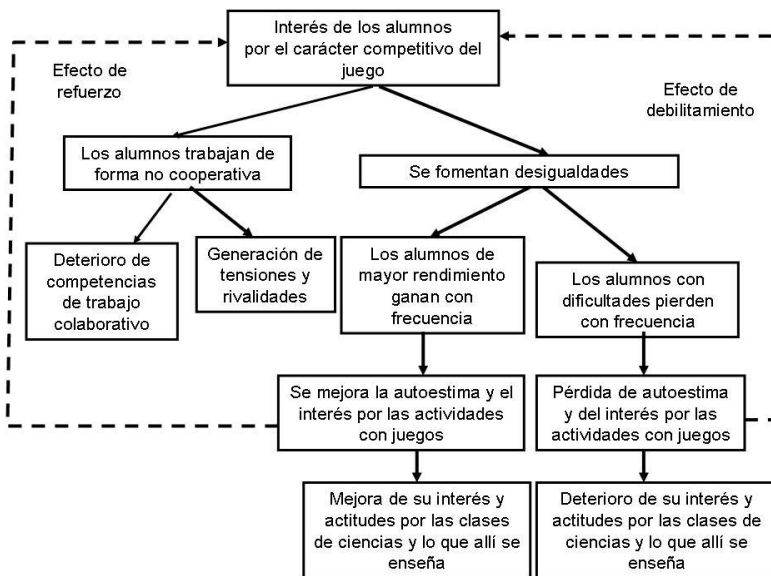 Interés de los alumnos
por el carácter competitivo del
juego
Efecto de
refuerzo
Efecto de
debilitamiento
Los alumnos trabajan de
forma no cooperativa
Se fomentan desigualdades
Deterioro de
competencias
de trabajo
colaborativo
Generación de
tensiones y
rivalidades
Los alumnos de
mayor rendimiento
ganan con
frecuencia
Los alumnos con
dificultades pierden
con frecuencia
Se mejora la autoestima y el
interés por las actividades
con juegos
Pérdida de autoestima
y del interés por las
actividades con juegos
Mejora de su interés y
actitudes por las clases
de ciencias y lo que allí se
enseña
Deterioro de su interés y
actitudes por las clases de
ciencias y lo que allí se
enseña